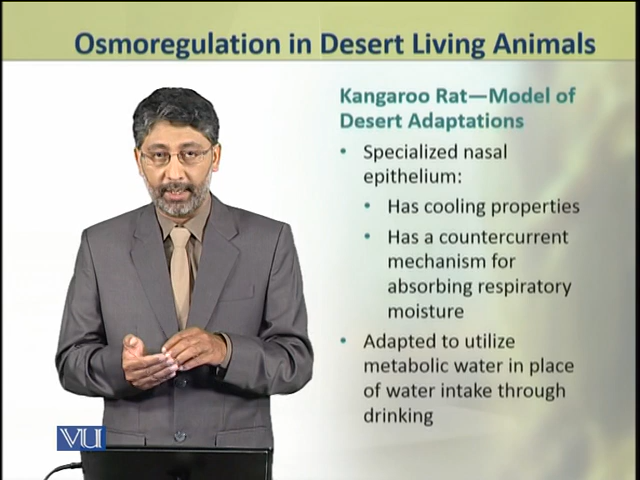 Osmoregulation in Desert Living Animals
Kangaroo Rat—Model of
Desert Adaptations
• Specialized nasal
epithelium:
• Has cooling properties
• Has a countercurrent
mechanism for
absorbing respiratory
moisture
• Adapted to utilize
metabolic water in place
of water intake through
drinking
VU